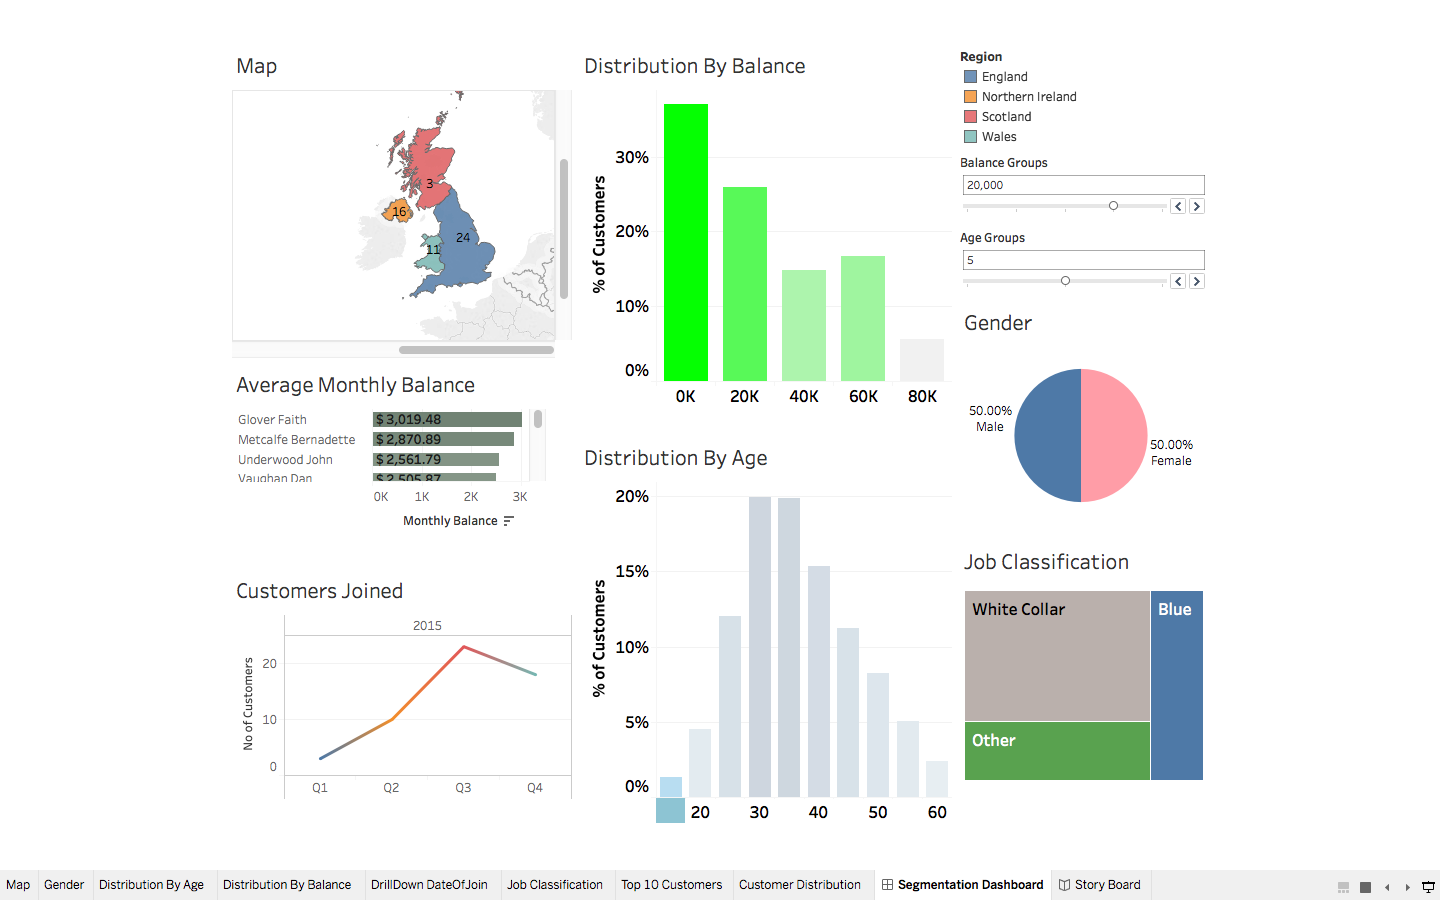 Map
3
16
24
11
Average Monthly Balance
Glover Faith $ 3,019.48
Metcalfe Bernadette $ 2,870.89
Underwood John $ 2,561.79
Vaughan Dan $ 2,505.87
0K 1K 2K 3K
Monthly Balance
Customers Joined
2015
No of Customers
20
10
0
Q1 Q2 Q3 Q4
Distribution By Balance
% of Customers
30%
20%
10%
0%
0K 20K 40K 60K 80K
Distribution By Age
% of Customers
20%
15%
10%
5%
0%
20 30 40 50 60
Region
England
Northern Ireland
Scotland
Wales
Balance Groups
20,000
Age Groups
5
Gender
50.00%
Male
50.00%
Female
Job Classification
White Collar
Blue
Other
Map Gender Distribution By Age Distribution By Balance DrillDown DateOfJoin Job Classification Top 10 Customers Customer Distribution Segmentation Dashboard Story Board